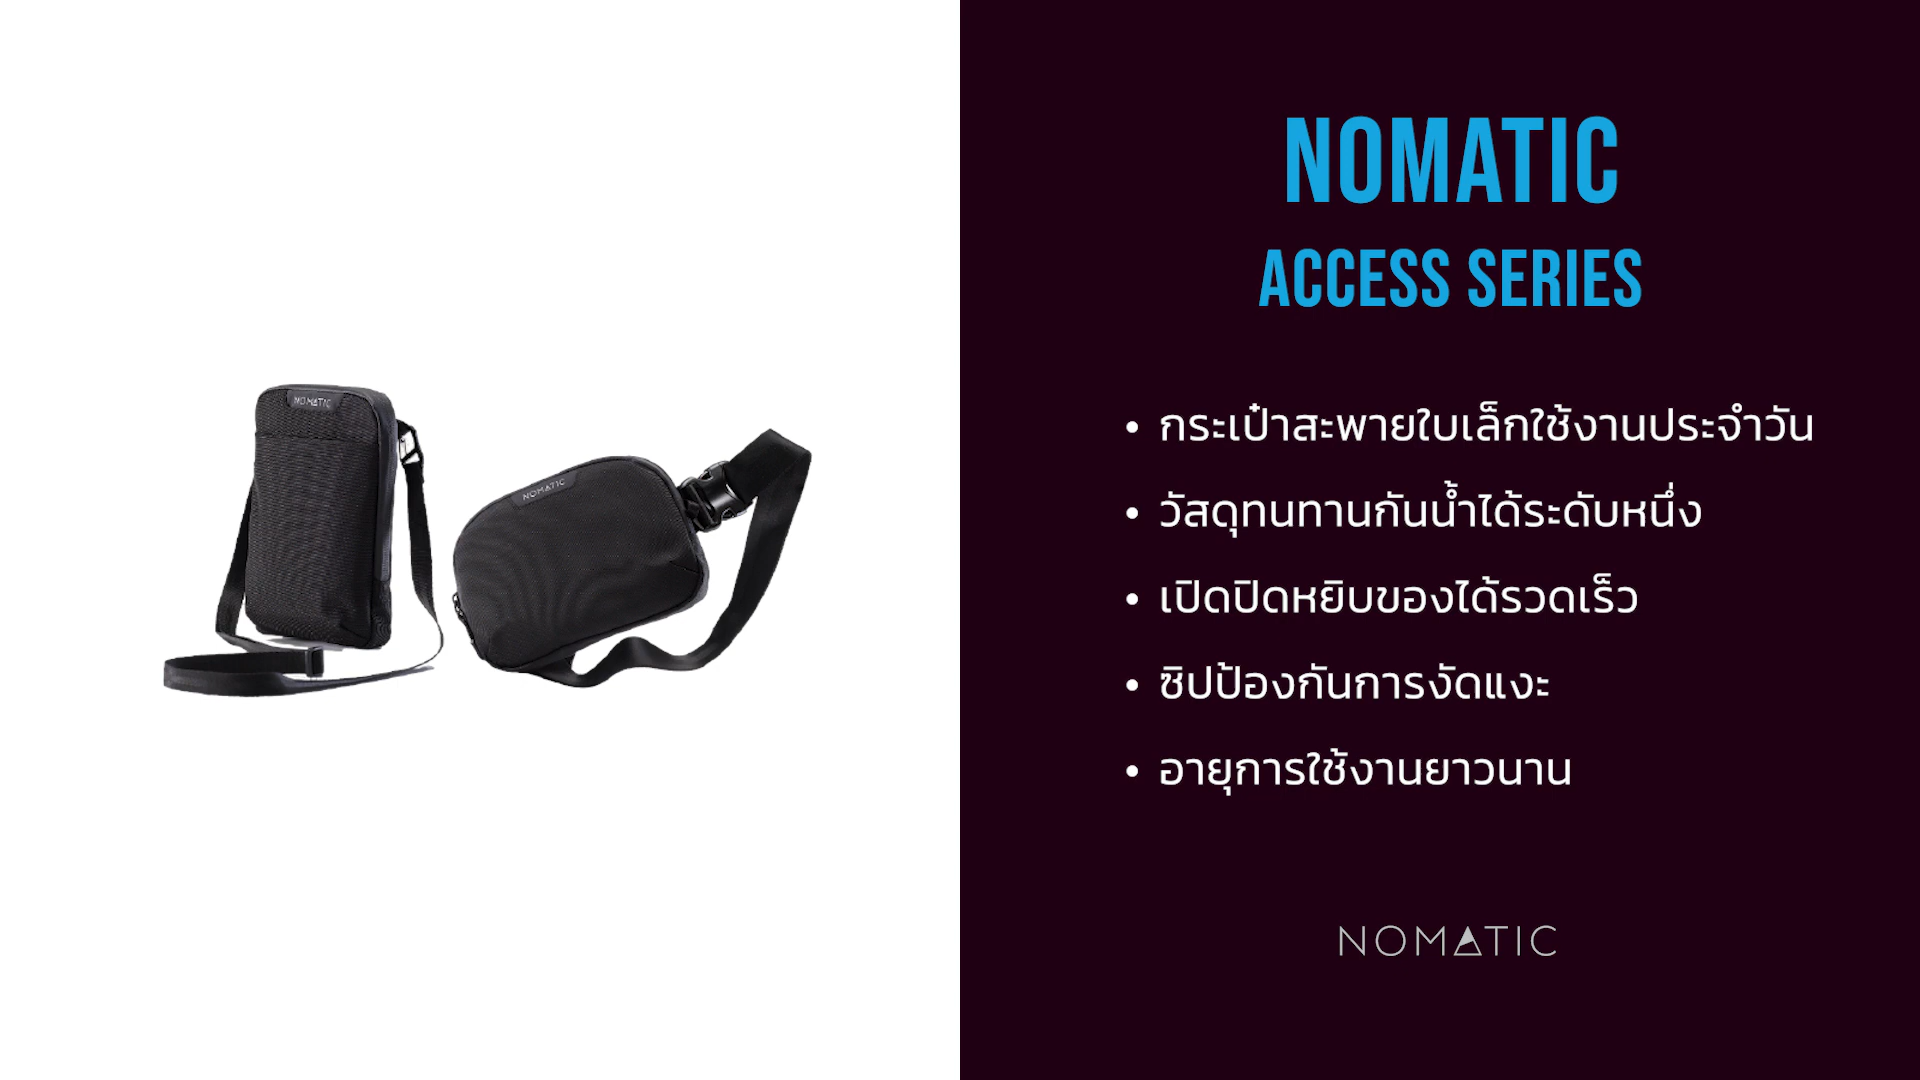 NOMATIC
NOMATIC
NOMATIC
ACCESS SERIES
• กระเป๋าสะพายใบเล็กใช้งานประจำวัน
• วัสดุทนทานกันน้ำได้ระดับหนึ่ง
• เปิดปิดหยิบของได้รวดเร็ว
• ซิปป้องกันการงัดแงะ
• อายุการใช้งานยาวนาน
NOMATIC